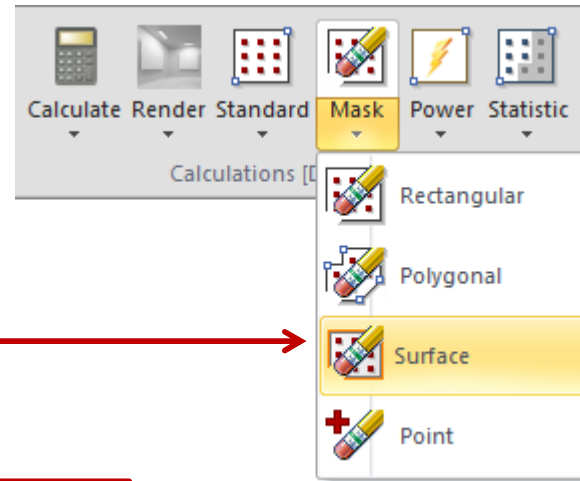 Calculate Render Standard Mask Power Statistic
Calculations [D
Rectangular
Polygonal
Surface
Point